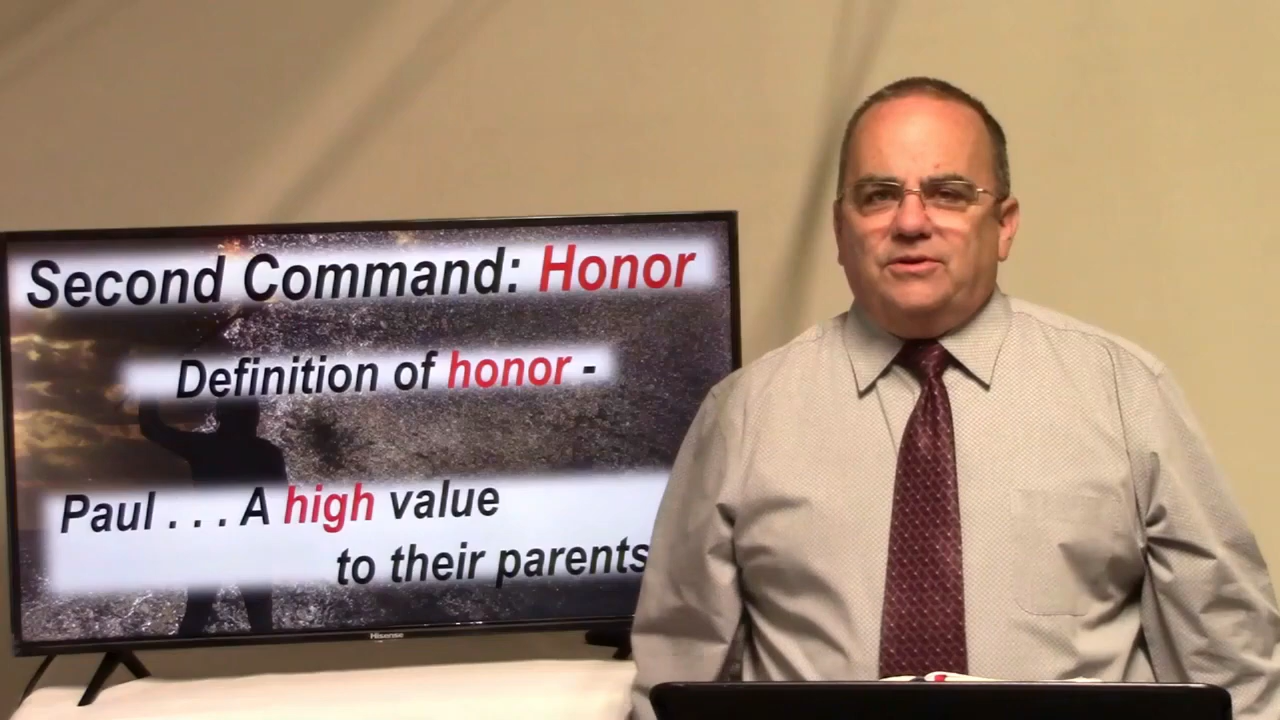 Second Command: Honor
Definition of honor -
Paul . . . A high value
to their parents
Hisense